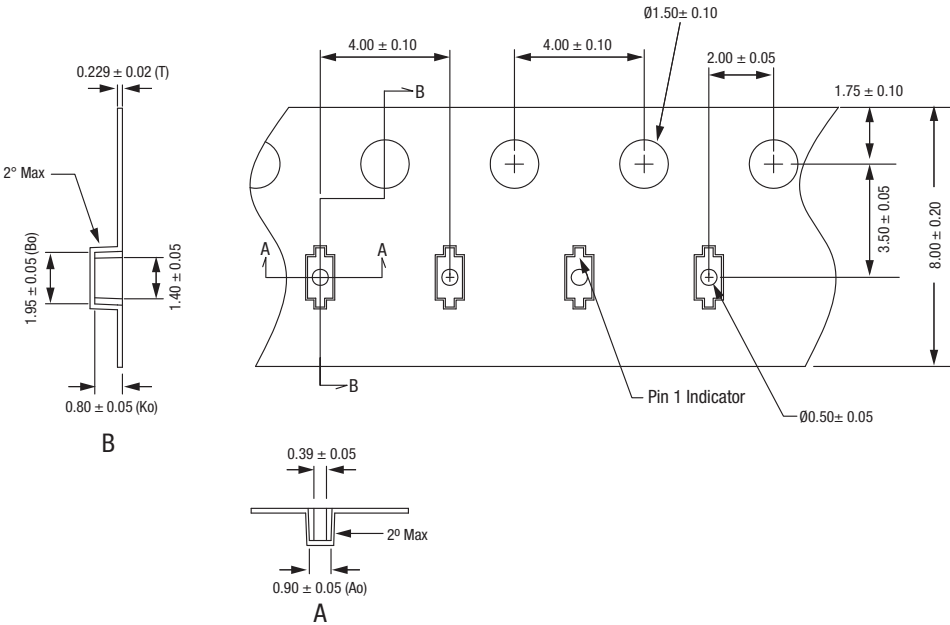 Ø1.50± 0.10
4.00 ± 0.10
4.00 ± 0.10
2.00 ± 0.05
0.229 ± 0.02 (T)
1.75 ± 0.10
B
2° Max
3.50 ± 0.05
8.00 ± 0.20
A
A
1.95 ± 0.05 (Bo)
1.40 ± 0.05
B
0.80 ± 0.05 (Ko)
Pin 1 Indicator
Ø0.50± 0.05
B
0.39 ± 0.05
2º Max
0.90 ± 0.05 (Ao)
A